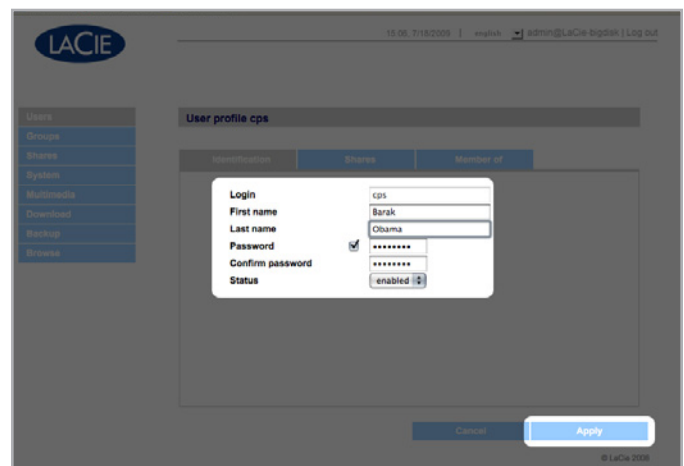 LACIE
15:06, 7/18/2005 | english admin@LaCie-bigdisk | Log out
Users
Groups
Shares
System
Multimedia
Download
Backup
Browse
User profile cps
Identification Shares Member of
Login cps
First name Barak
Last name Obama
Password ••••••••
Confirm password ••••••••
Status enabled
Cancel Apply
© LaCie 2006